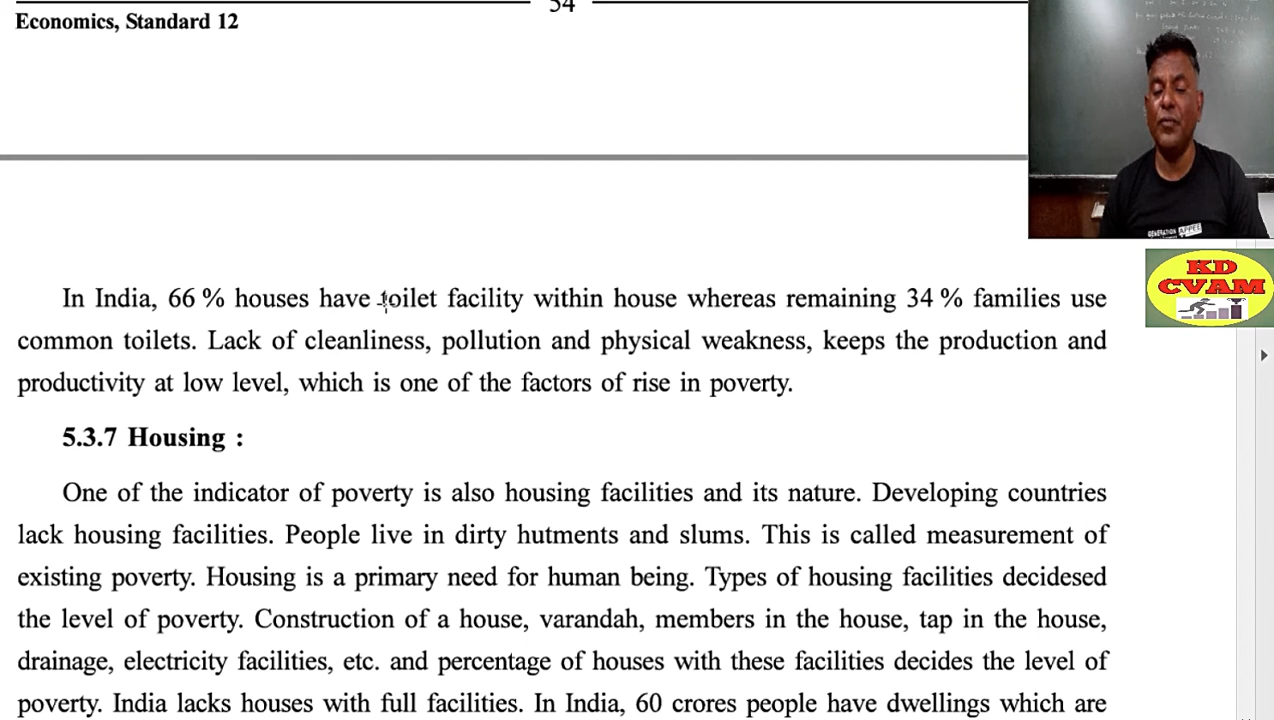 54
Economics, Standard 12
In India, 66 % houses have toilet facility within house whereas remaining 34 % families use
common toilets. Lack of cleanliness, pollution and physical weakness, keeps the production and
productivity at low level, which is one of the factors of rise in poverty.
5.3.7 Housing :
One of the indicator of poverty is also housing facilities and its nature. Developing countries
lack housing facilities. People live in dirty hutments and slums. This is called measurement of
existing poverty. Housing is a primary need for human being. Types of housing facilities decidesed
the level of poverty. Construction of a house, varandah, members in the house, tap in the house,
drainage, electricity facilities, etc. and percentage of houses with these facilities decides the level of
poverty. India lacks houses with full facilities. In India, 60 crores people have dwellings which are
GENERATION
KD
CVAM